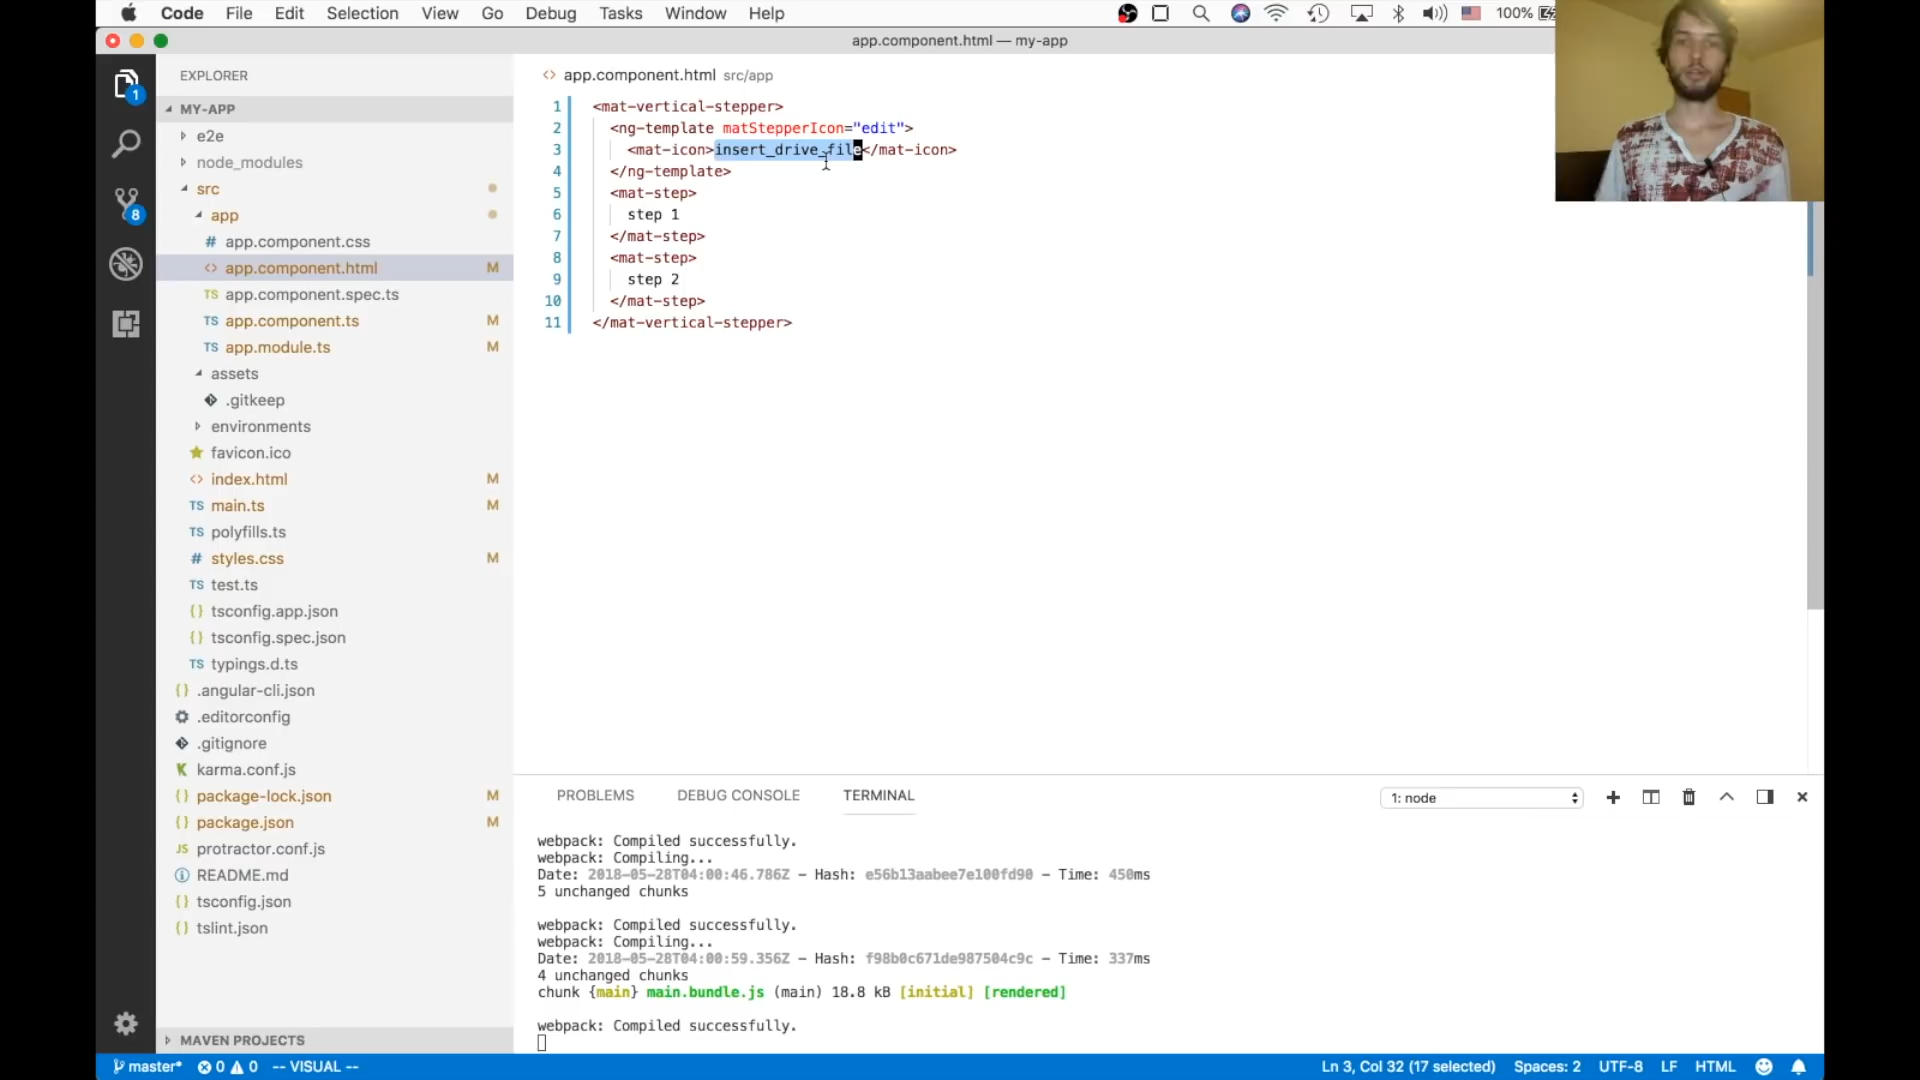 Code File Edit Selection View Go Debug Tasks Window Help 100%
app.component.html — my-app
EXPLORER
MY-APP
e2e
node_modules
src
app
# app.component.css
<> app.component.html M
TS app.component.spec.ts
TS app.component.ts M
TS app.module.ts M
assets
.gitkeep
environments
favicon.ico
<> index.html M
TS main.ts M
TS polyfills.ts
# styles.css M
TS test.ts
{} tsconfig.app.json
{} tsconfig.spec.json
TS typings.d.ts
{} .angular-cli.json
.editorconfig
.gitignore
K karma.conf.js
{} package-lock.json M
{} package.json M
JS protractor.conf.js
README.md
{} tsconfig.json
{} tslint.json
MAVEN PROJECTS
1
8
<> app.component.html src/app
1 <mat-vertical-stepper>
2 <ng-template matStepperIcon="edit">
3 <mat-icon>insert_drive_file</mat-icon>
4 </ng-template>
5 <mat-step>
6 step 1
7 </mat-step>
8 <mat-step>
9 step 2
10 </mat-step>
11 </mat-vertical-stepper>
PROBLEMS DEBUG CONSOLE TERMINAL 1: node
webpack: Compiled successfully.
webpack: Compiling...
Date: 2018-05-28T04:00:46.786Z - Hash: e56b13aabee7e100fd90 - Time: 450ms
5 unchanged chunks
webpack: Compiled successfully.
webpack: Compiling...
Date: 2018-05-28T04:00:59.356Z - Hash: f98b0c671de987504c9c - Time: 337ms
4 unchanged chunks
chunk {main} main.bundle.js (main) 18.8 kB [initial] [rendered]
webpack: Compiled successfully.
master* 0 0 -- VISUAL -- Ln 3, Col 32 (17 selected) Spaces: 2 UTF-8 LF HTML